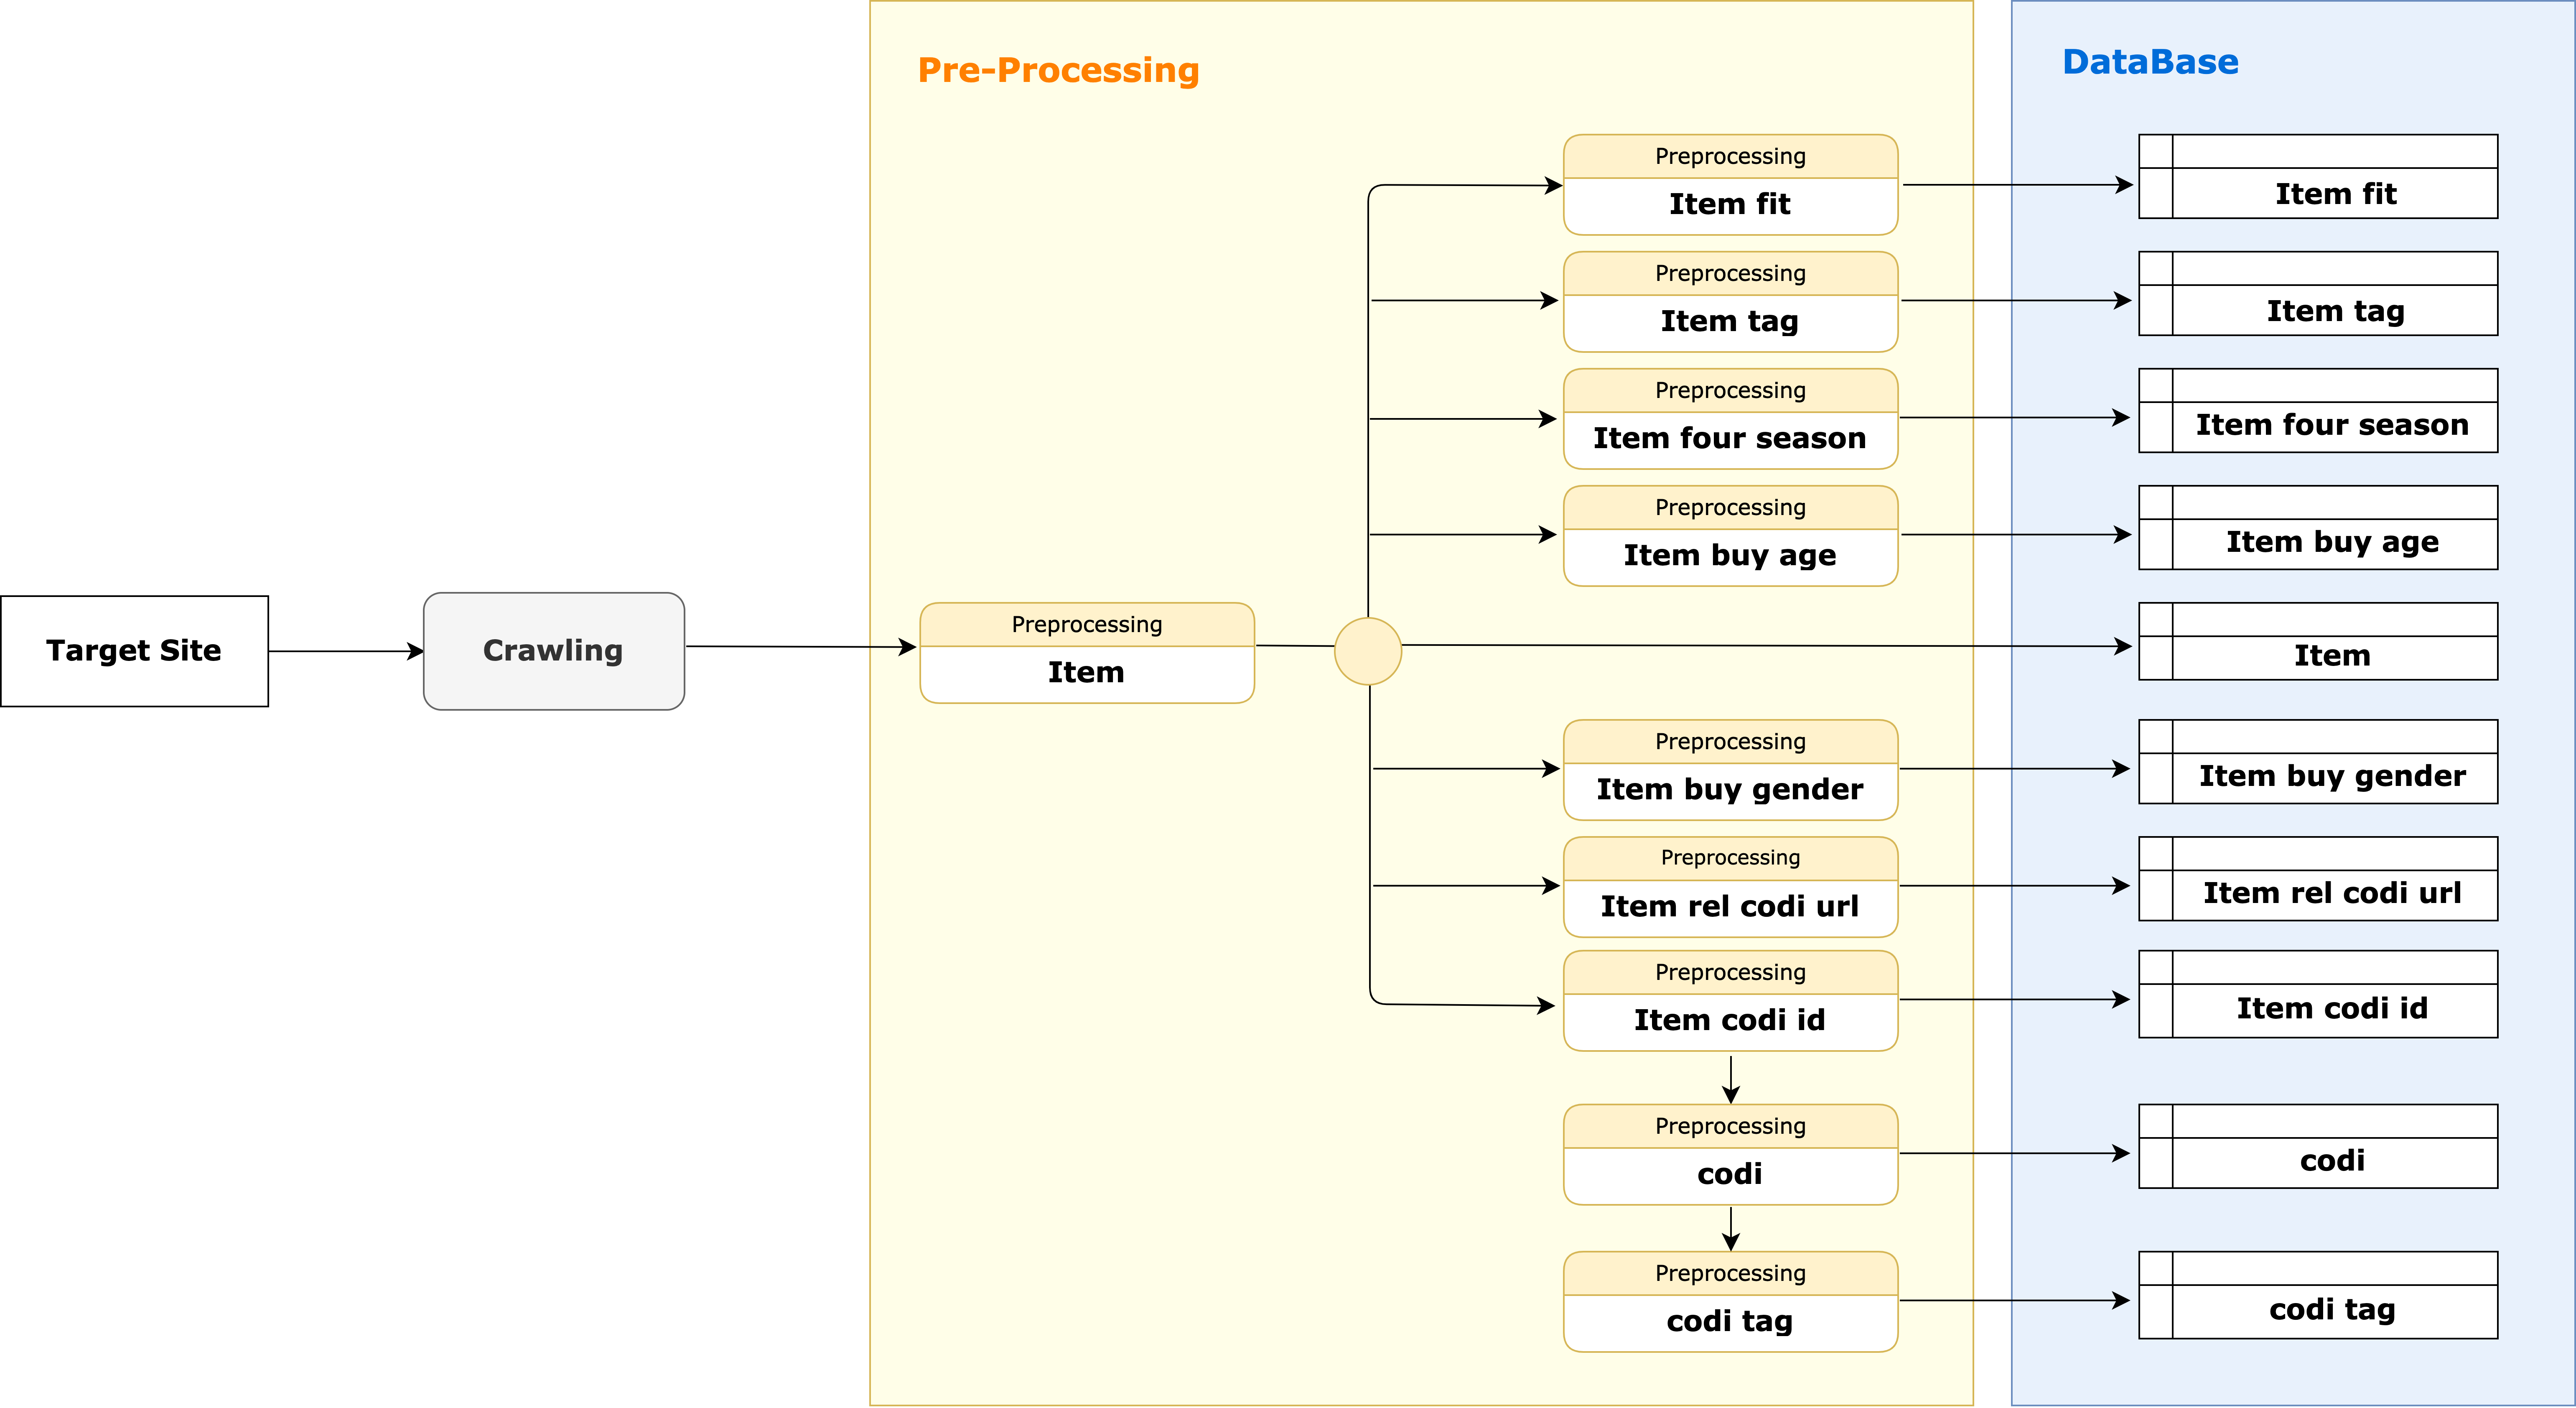 Pre-Processing
DataBase
Preprocessing
Item fit
Item fit
Preprocessing
Item tag
Item tag
Preprocessing
Item four season
Item four season
Preprocessing
Item buy age
Item buy age
Target Site
Crawling
Preprocessing
Item
Item
Preprocessing
Item buy gender
Item buy gender
Preprocessing
Item rel codi url
Item rel codi url
Preprocessing
Item codi id
Item codi id
Preprocessing
codi
codi
Preprocessing
codi tag
codi tag